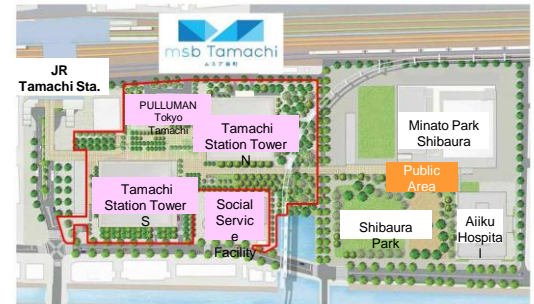 msb Tamachi
ムスブ田町
JR
Tamachi Sta.
PULLUMAN
Tokyo
Tamachi
Tamachi
Station Tower
N
Minato Park
Shibaura
Public
Area
Tamachi
Station Tower
S
Social
Servic
e
Facility
Shibaura
Park
Aiiku
Hospita
l